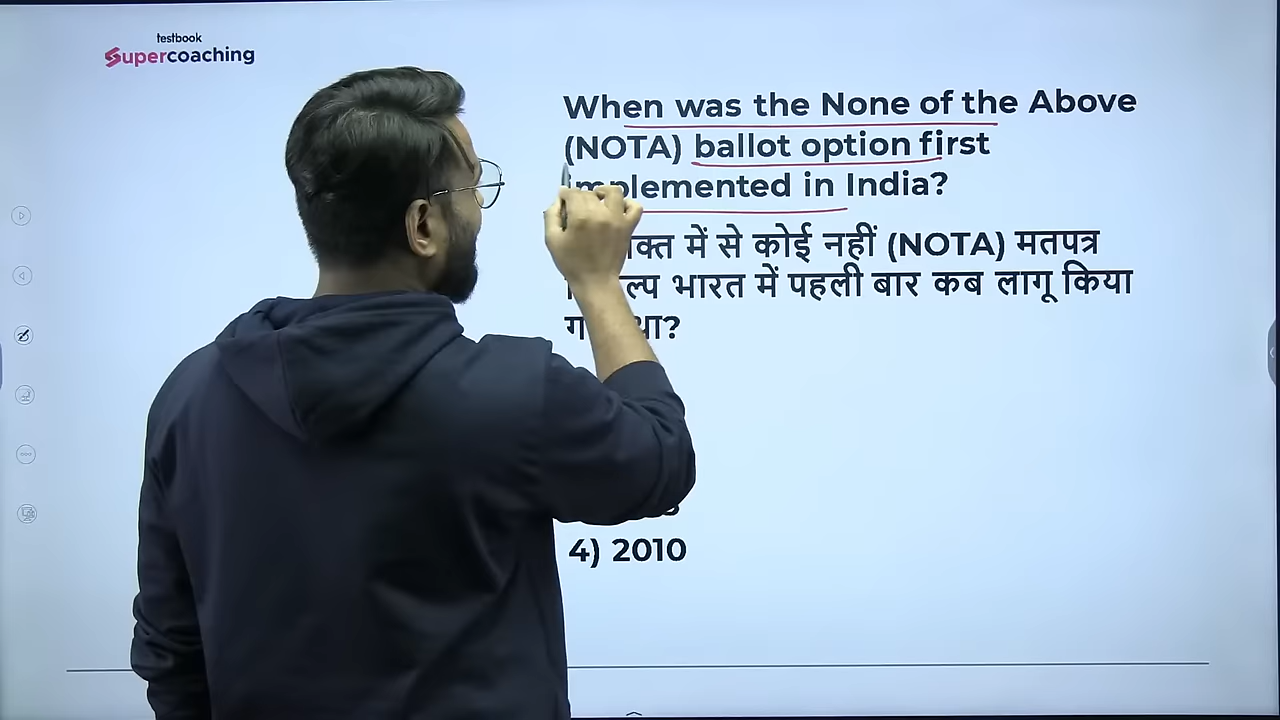 testbook
Supercoaching
When was the None of the Above
(NOTA) ballot option first
implemented in India?
में से कोई नहीं (NOTA) मतपत्र
भारत में पहली बार कब लागू किया
4) 2010